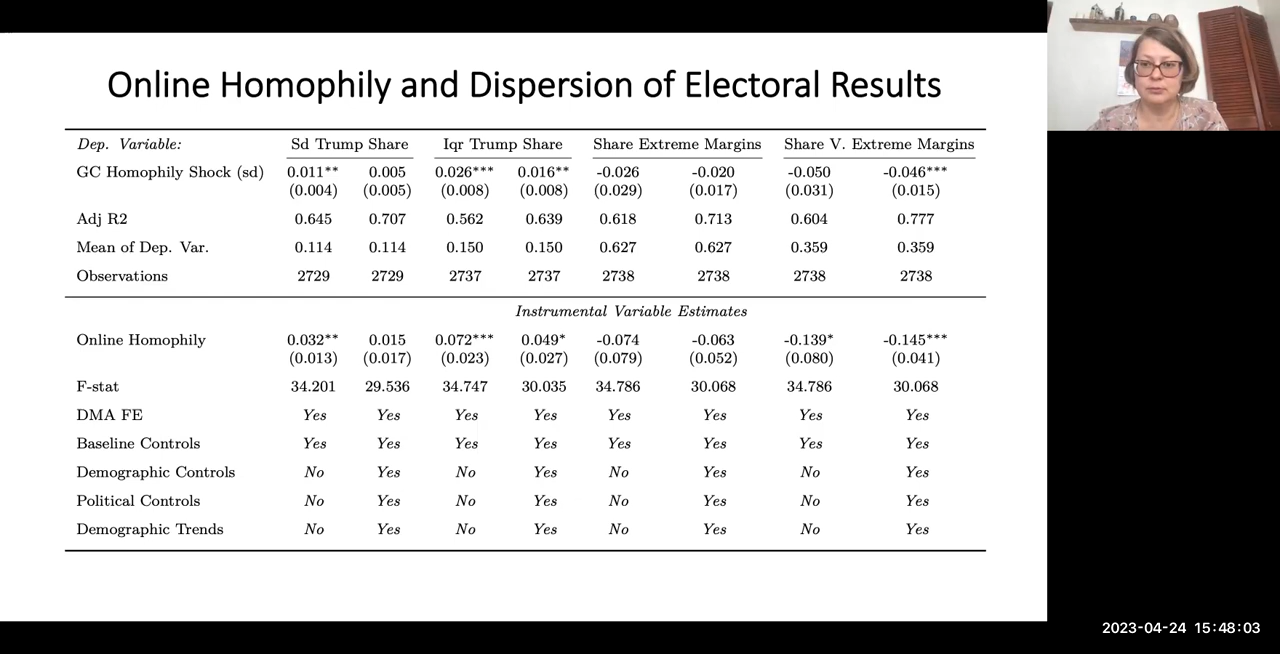 Online Homophily and Dispersion of Electoral Results
Dep. Variable: Sd Trump Share Iqr Trump Share Share Extreme Margins Share V. Extreme Margins
GC Homophily Shock (sd) 0.011** 0.005 0.026*** 0.016** -0.026 -0.020 -0.050 -0.046***
(0.004) (0.005) (0.008) (0.008) (0.029) (0.017) (0.031) (0.015)
Adj R2 0.645 0.707 0.562 0.639 0.618 0.713 0.604 0.777
Mean of Dep. Var. 0.114 0.114 0.150 0.150 0.627 0.627 0.359 0.359
Observations 2729 2729 2737 2737 2738 2738 2738 2738
Instrumental Variable Estimates
Online Homophily 0.032** 0.015 0.072*** 0.049* -0.074 -0.063 -0.139* -0.145***
(0.013) (0.017) (0.023) (0.027) (0.079) (0.052) (0.080) (0.041)
F-stat 34.201 29.536 34.747 30.035 34.786 30.068 34.786 30.068
DMA FE Yes Yes Yes Yes Yes Yes Yes Yes
Baseline Controls Yes Yes Yes Yes Yes Yes Yes Yes
Demographic Controls No Yes No Yes No Yes No Yes
Political Controls No Yes No Yes No Yes No Yes
Demographic Trends No Yes No Yes No Yes No Yes
2023-04-24 15:48:03